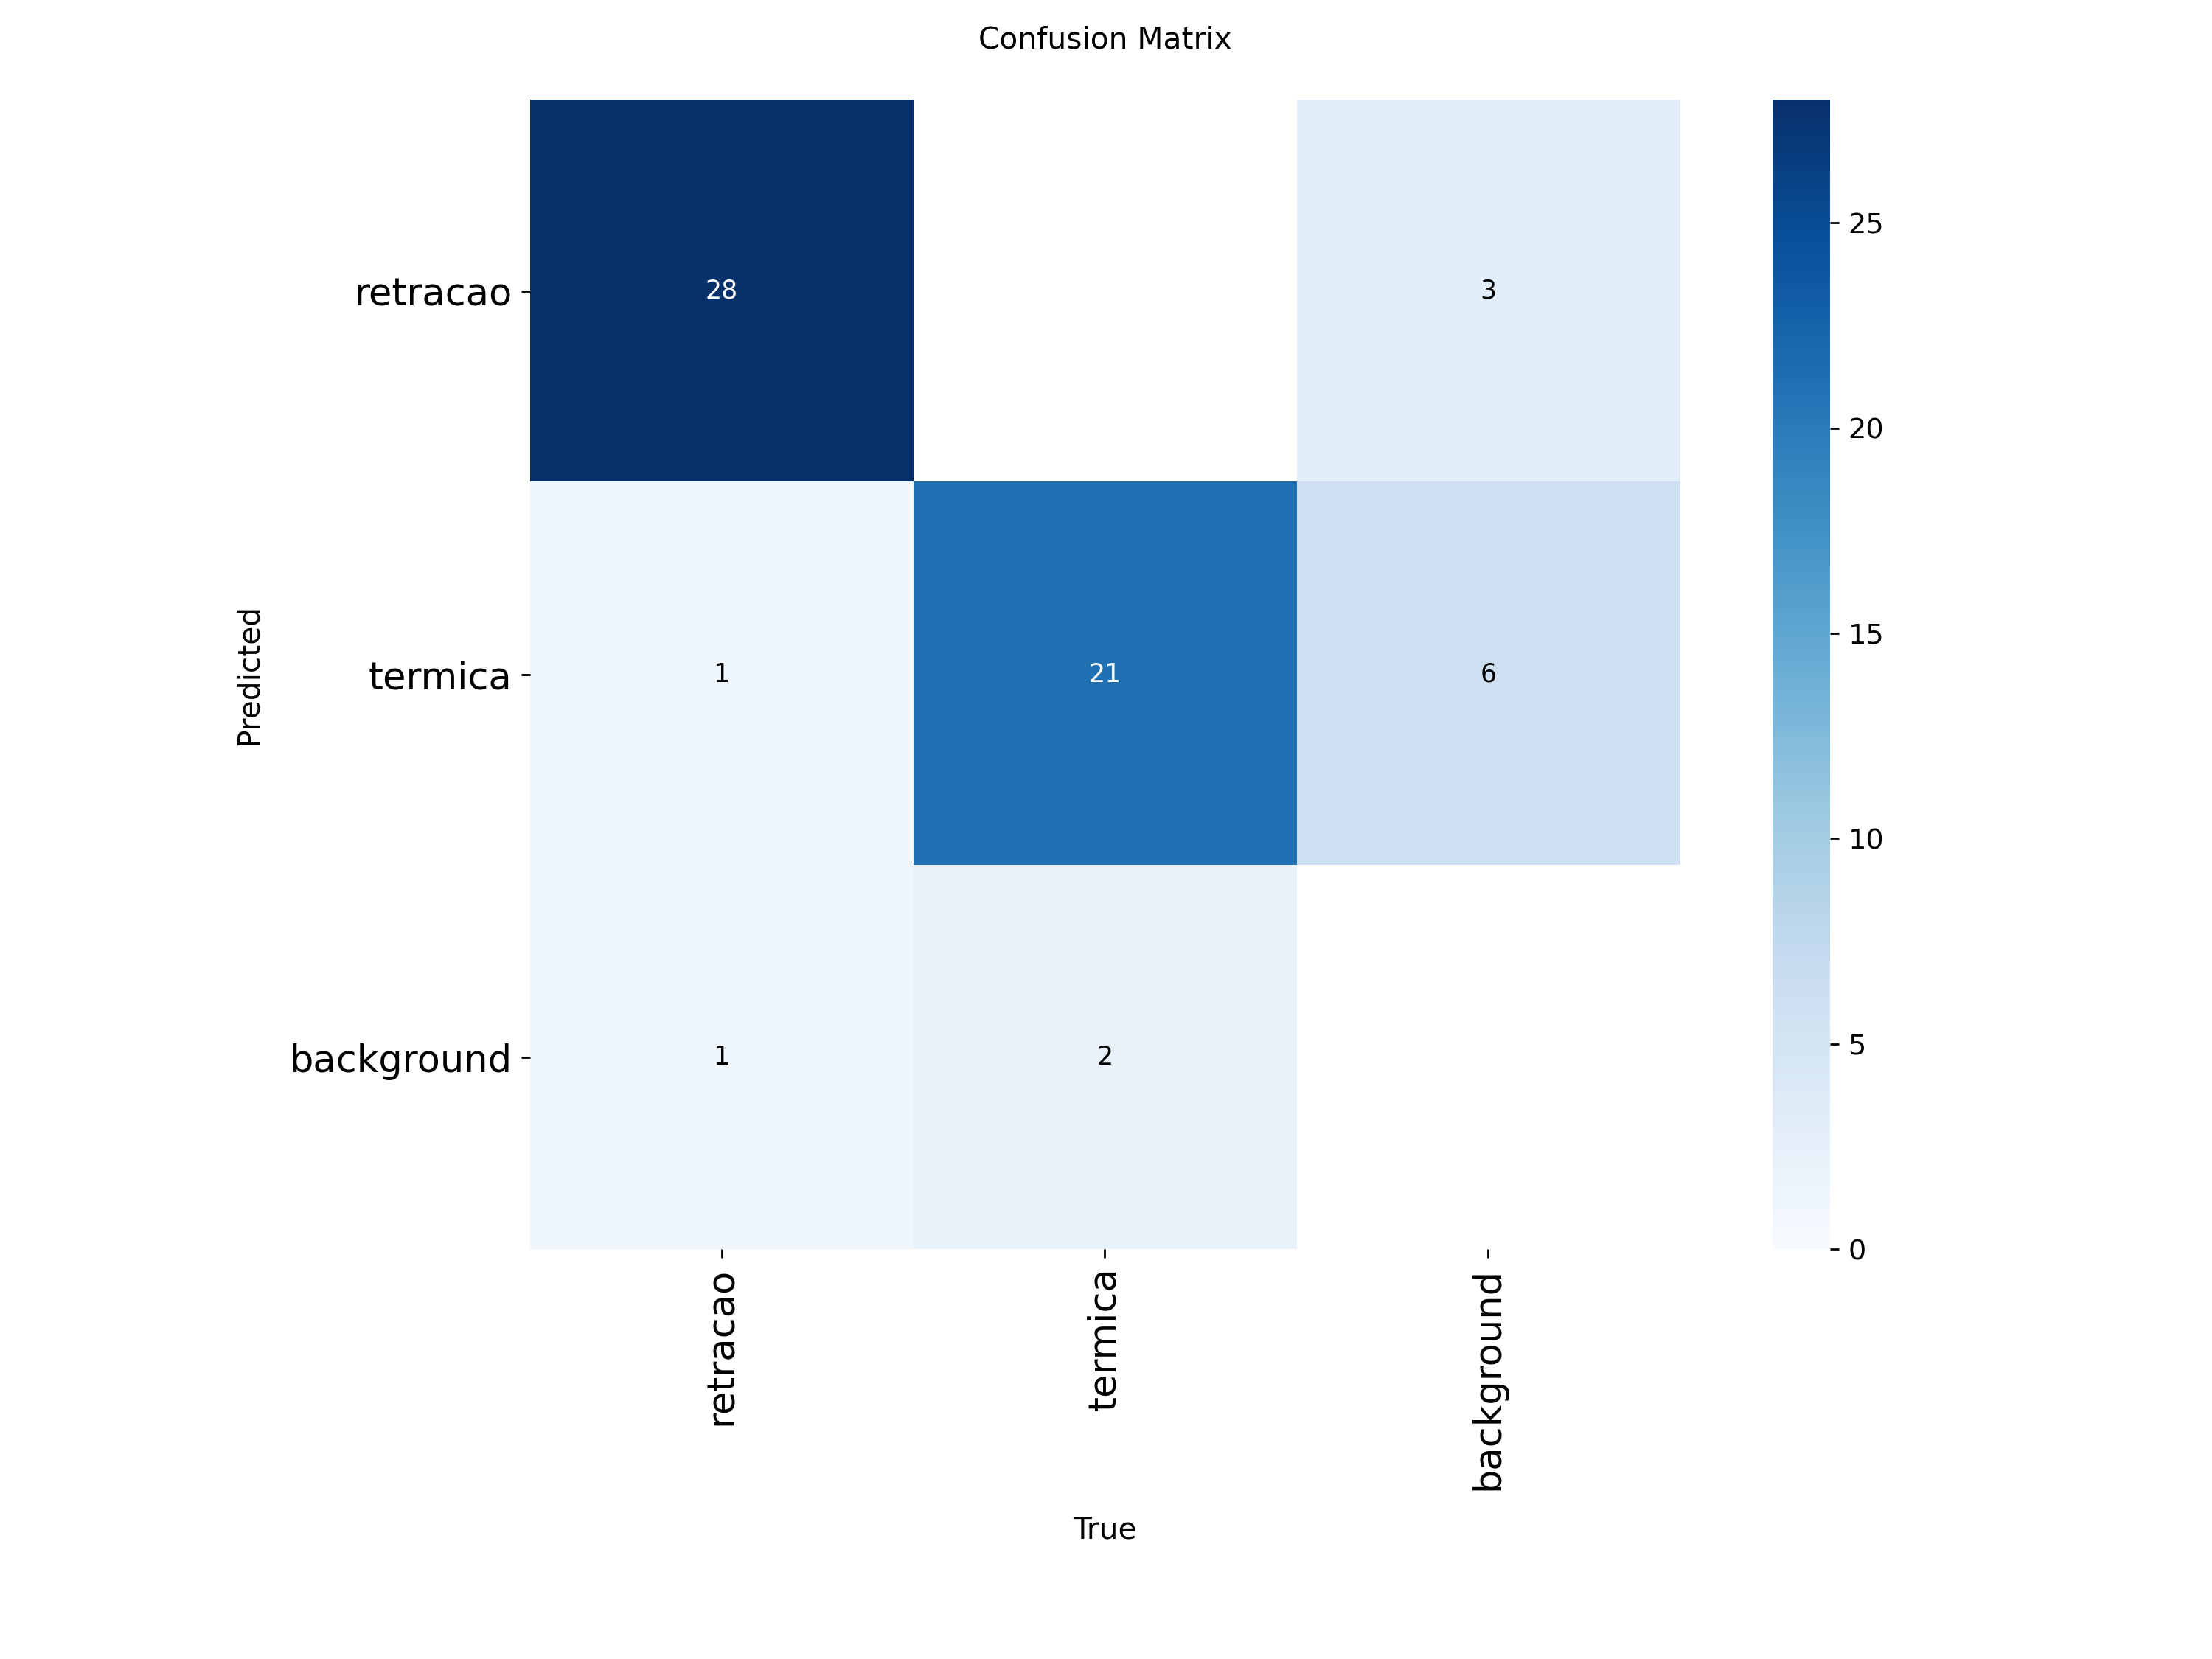 Confusion Matrix
retracao
28
3
25
20
termica
1
21
6
15
10
background
1
2
5
0
Predicted
retracao
termica
background
True